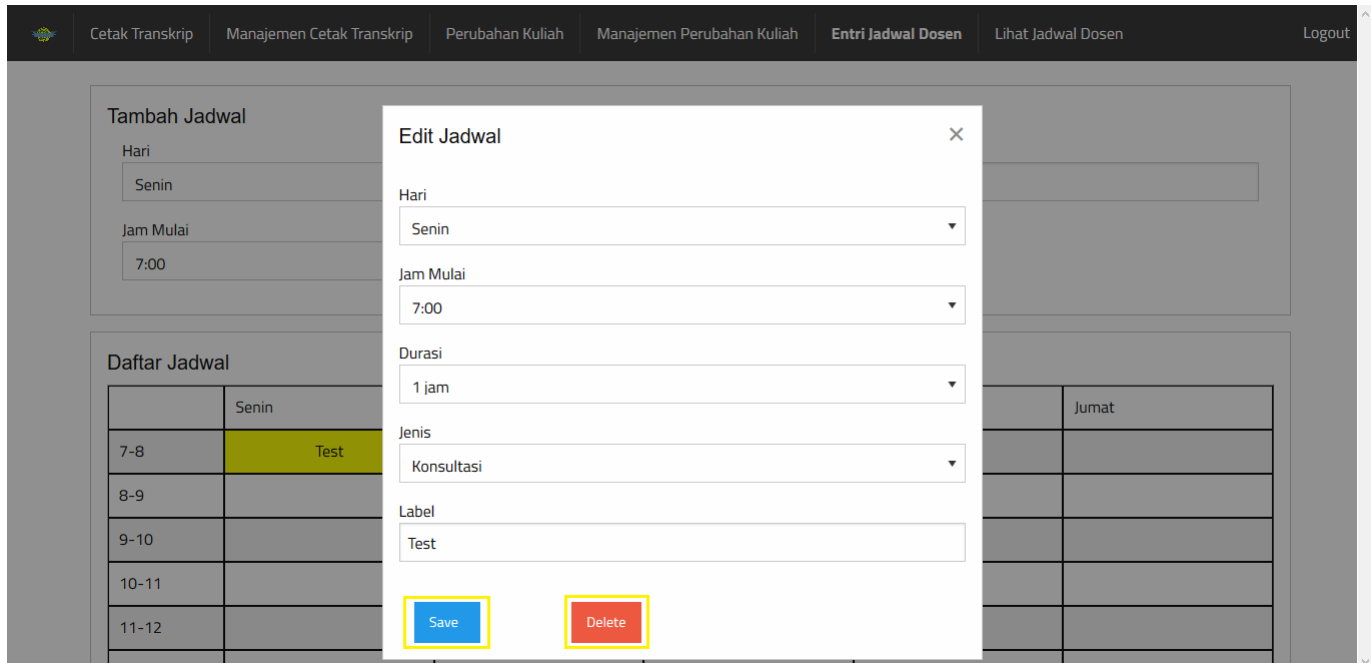 Cetak Transkrip Manajemen Cetak Transkrip Perubahan Kuliah Manajemen Perubahan Kuliah Entri Jadwal Dosen Lihat Jadwal Dosen Logout
Tambah Jadwal
Hari
Senin
Jam Mulai
7:00
Edit Jadwal ×
Hari
Senin
Jam Mulai
7:00
Durasi
1 jam
Jenis
Konsultasi
Label
Test
Save Delete
Daftar Jadwal
Senin Jumat
7-8 Test
8-9
9-10
10-11
11-12